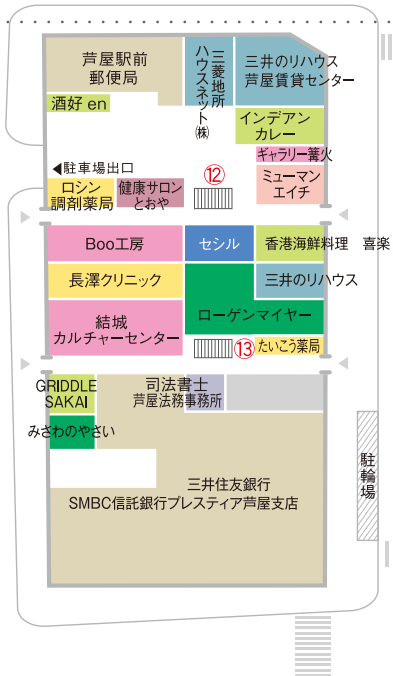 芦屋駅前
郵便局
三菱地所
ハウスネット㈱
三井のリハウス
芦屋賃貸センター
酒好 en
インデアン
カレー
ギャラリー篝火
◀駐車場出口
⑫
ミューマン
エイチ
ロシン
調剤薬局
健康サロン
とおや
Boo工房
セシル
香港海鮮料理 喜楽
長澤クリニック
三井のリハウス
ローゲンマイヤー
結城
カルチャーセンター
⑬
たいこう薬局
GRIDDLE
SAKAI
司法書士
芦屋法務事務所
みざわのやさい
駐輪場
三井住友銀行
SMBC信託銀行プレスティア芦屋支店